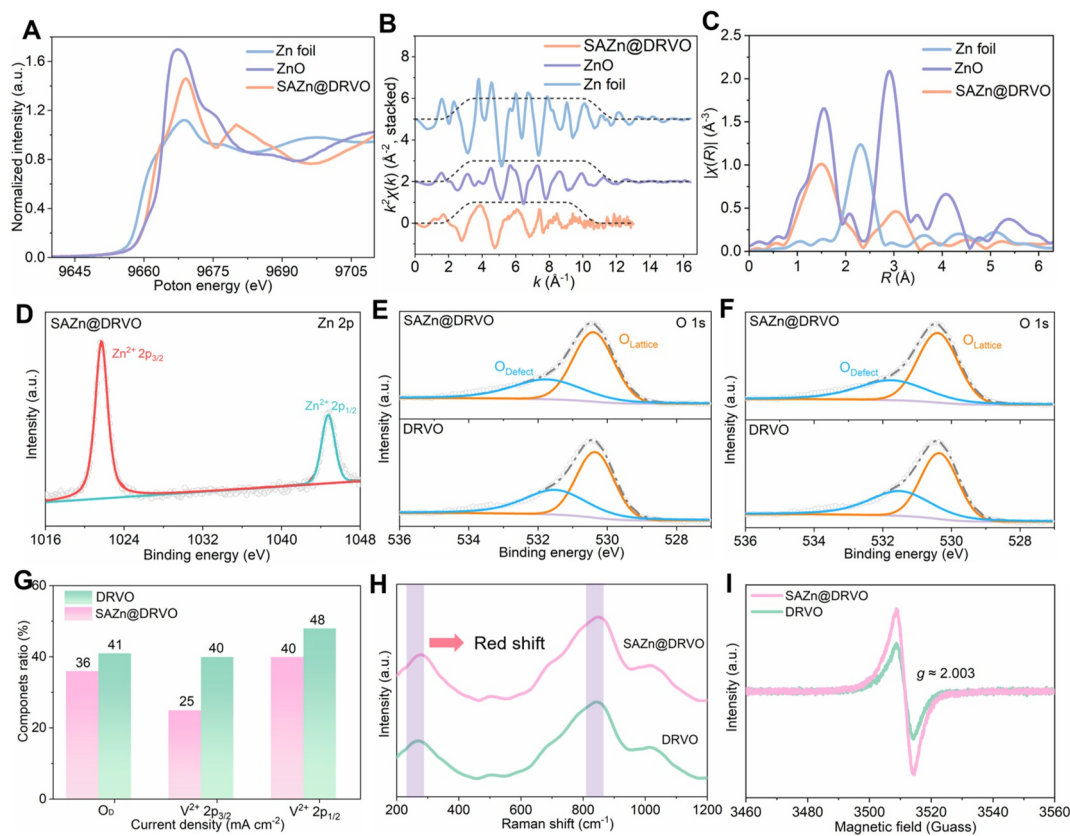 A
Zn foil
ZnO
SAZn@DRVO
Normalized intensity (a.u.)
1.6
1.2
0.8
0.4
0.0
9645 9660 9675 9690 9705
Poton energy (eV)
B
SAZn@DRVO
ZnO
Zn foil
k²χ(k) (Å⁻² stacked)
8
6
4
2
0
0 2 4 6 8 10 12 14 16
k (Å⁻¹)
C
Zn foil
ZnO
SAZn@DRVO
|χ(R)| (Å⁻³)
2.5
2.0
1.5
1.0
0.5
0.0
0 1 2 3 4 5 6
R (Å)
D
SAZn@DRVO
Zn 2p
Zn²⁺ 2p3/2
Zn²⁺ 2p1/2
Intensity (a.u.)
1016 1024 1032 1040 1048
Binding energy (eV)
E
SAZn@DRVO
O 1s
OLattice
ODefect
DRVO
Intensity (a.u.)
536 534 532 530 528
Binding energy (eV)
F
SAZn@DRVO
O 1s
OLattice
ODefect
DRVO
Intensity (a.u.)
536 534 532 530 528
Binding energy (eV)
G
DRVO
SAZn@DRVO
Componets ratio (%)
60
40
20
0
36 41
25 40
40 48
OD V²⁺ 2p3/2 V²⁺ 2p1/2
Current density (mA cm⁻²)
H
Red shift
SAZn@DRVO
DRVO
Intensity (a.u.)
200 400 600 800 1000 1200
Raman shift (cm⁻¹)
I
SAZn@DRVO
DRVO
g ≈ 2.003
Intensity (a.u.)
3460 3480 3500 3520 3540 3560
Magnetic field (Guass)